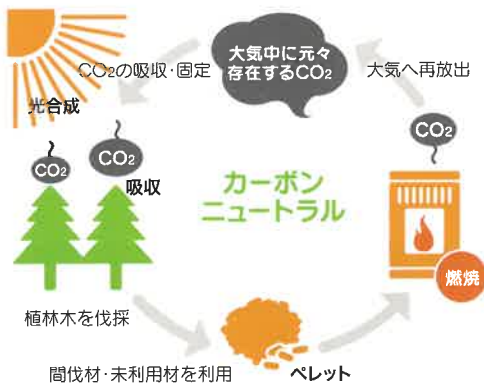 大気中に元々
存在するCO₂
CO₂の吸収・固定
大気へ再放出
光合成
CO₂
CO₂
CO₂
吸収
カーボン
ニュートラル
燃焼
植林木を伐採
間伐材・未利用材を利用
ペレット